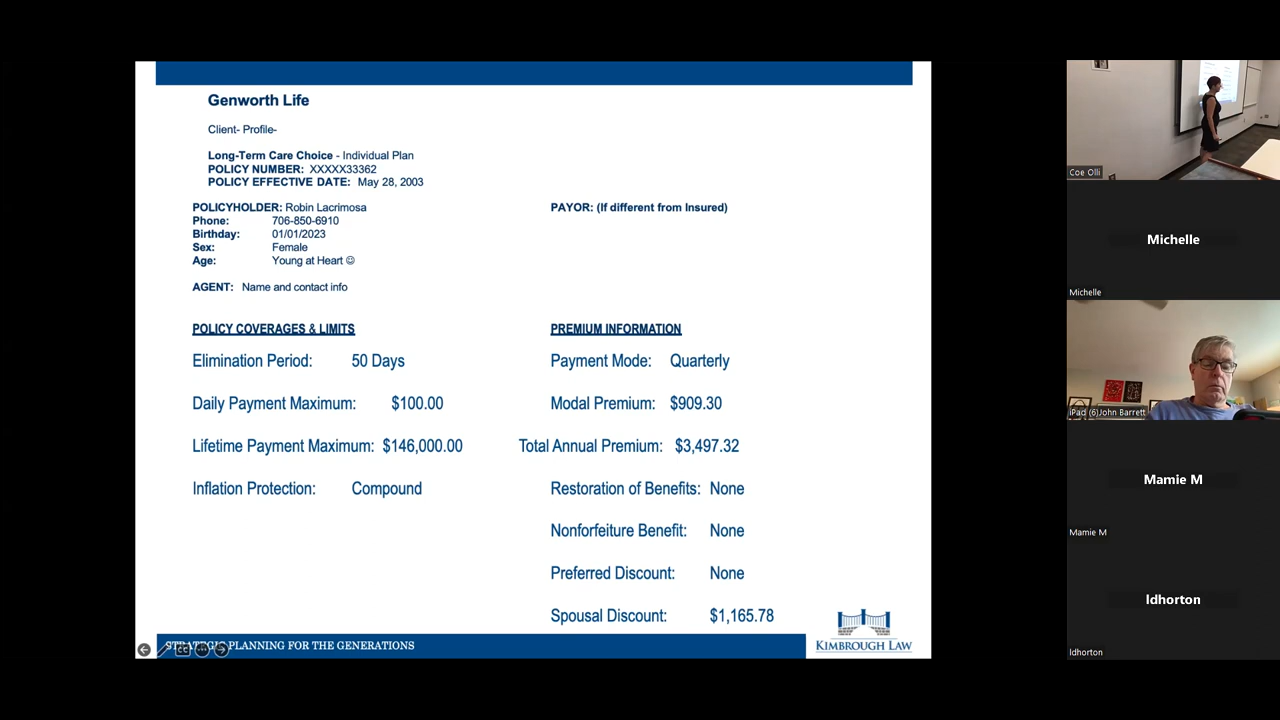 Genworth Life
Client- Profile-
Long-Term Care Choice - Individual Plan
POLICY NUMBER: XXXXX33362
POLICY EFFECTIVE DATE: May 28, 2003
POLICYHOLDER: Robin Lacrimosa
Phone: 706-850-6910
Birthday: 01/01/2023
Sex: Female
Age: Young at Heart ☺
AGENT: Name and contact info
PAYOR: (If different from Insured)
POLICY COVERAGES & LIMITS
Elimination Period: 50 Days
Daily Payment Maximum: $100.00
Lifetime Payment Maximum: $146,000.00
Inflation Protection: Compound
PREMIUM INFORMATION
Payment Mode: Quarterly
Modal Premium: $909.30
Total Annual Premium: $3,497.32
Restoration of Benefits: None
Nonforfeiture Benefit: None
Preferred Discount: None
Spousal Discount: $1,165.78
STRATEGIC PLANNING FOR THE GENERATIONS
KIMBROUGH LAW
Coe Olli
Michelle
Michelle
iPad (6)John Barrett
Mamie M
Mamie M
ldhorton
ldhorton